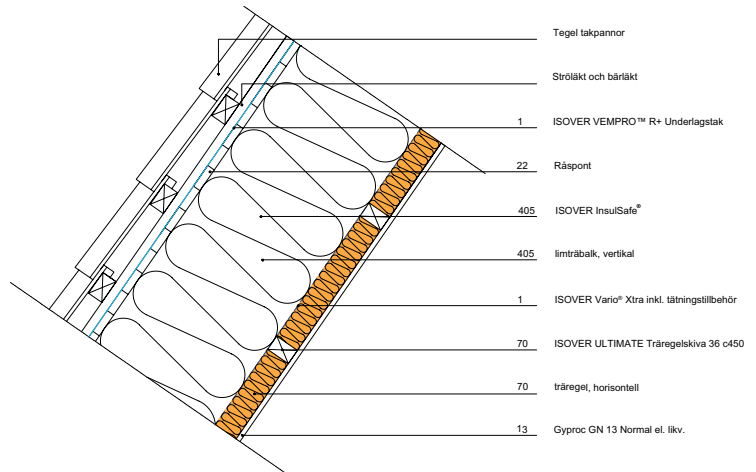 Tegel takpannor
Ströläkt och bärläkt
1 ISOVER VEMPRO™ R+ Underlagstak
22 Råspont
405 ISOVER InsulSafe®
405 limträbalk, vertikal
1 ISOVER Vario® Xtra inkl. tätningstillbehör
70 ISOVER ULTIMATE Träregelskiva 36 c450
70 träregel, horisontell
13 Gyproc GN 13 Normal el. likv.